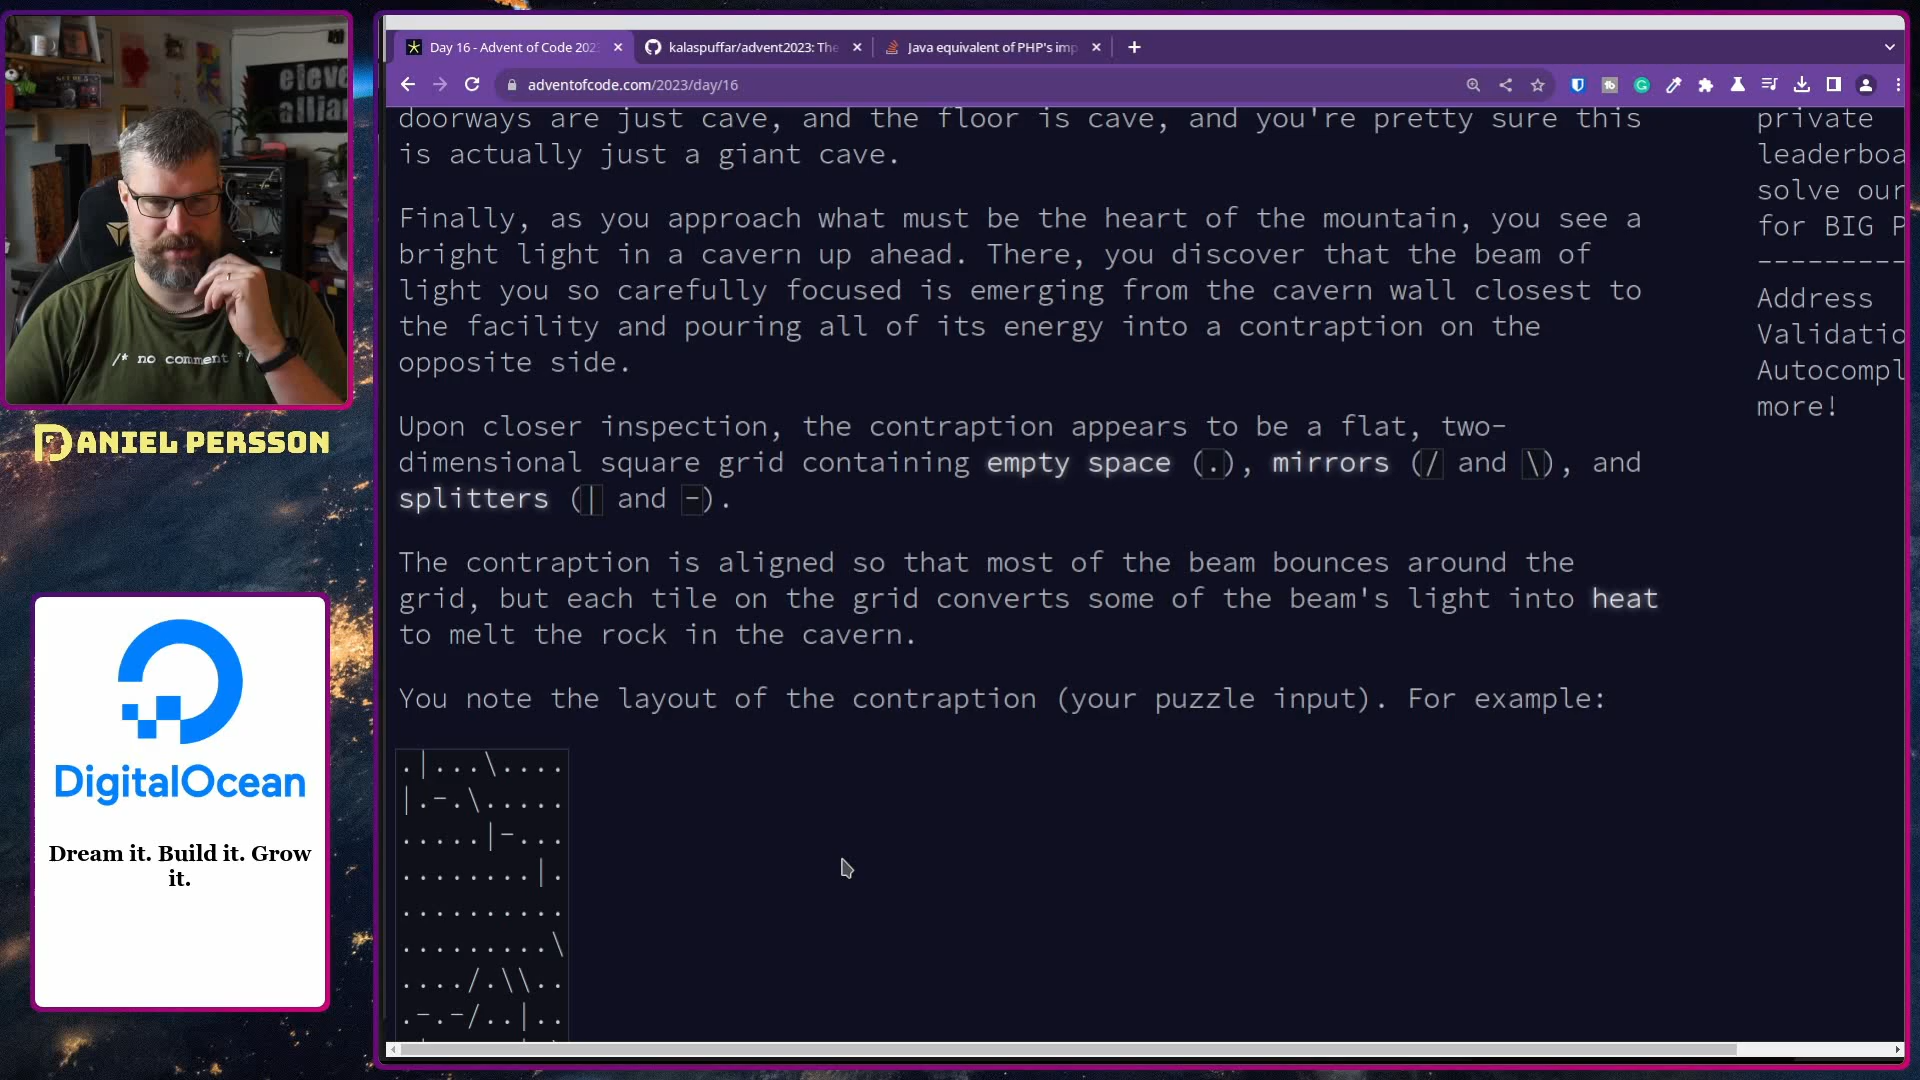 Day 16 - Advent of Code 202
kalaspuffar/advent2023: The
Java equivalent of PHP's imp
adventofcode.com/2023/day/16
doorways are just cave, and the floor is cave, and you're pretty sure this
is actually just a giant cave.
Finally, as you approach what must be the heart of the mountain, you see a
bright light in a cavern up ahead. There, you discover that the beam of
light you so carefully focused is emerging from the cavern wall closest to
the facility and pouring all of its energy into a contraption on the
opposite side.
Upon closer inspection, the contraption appears to be a flat, two-
dimensional square grid containing empty space (.), mirrors (/ and \), and
splitters (| and -).
The contraption is aligned so that most of the beam bounces around the
grid, but each tile on the grid converts some of the beam's light into heat
to melt the rock in the cavern.
You note the layout of the contraption (your puzzle input). For example:
.|...\....
|.-.\.....
.....|-...
........|.
..........
.........\
..../.\\..
.-.-/..|..
private
leaderboa
solve our
for BIG P
---------
Address
Validatio
Autocompl
more!
eleve
allian
/* no comment */
DANIEL PERSSON
DigitalOcean
Dream it. Build it. Grow
it.